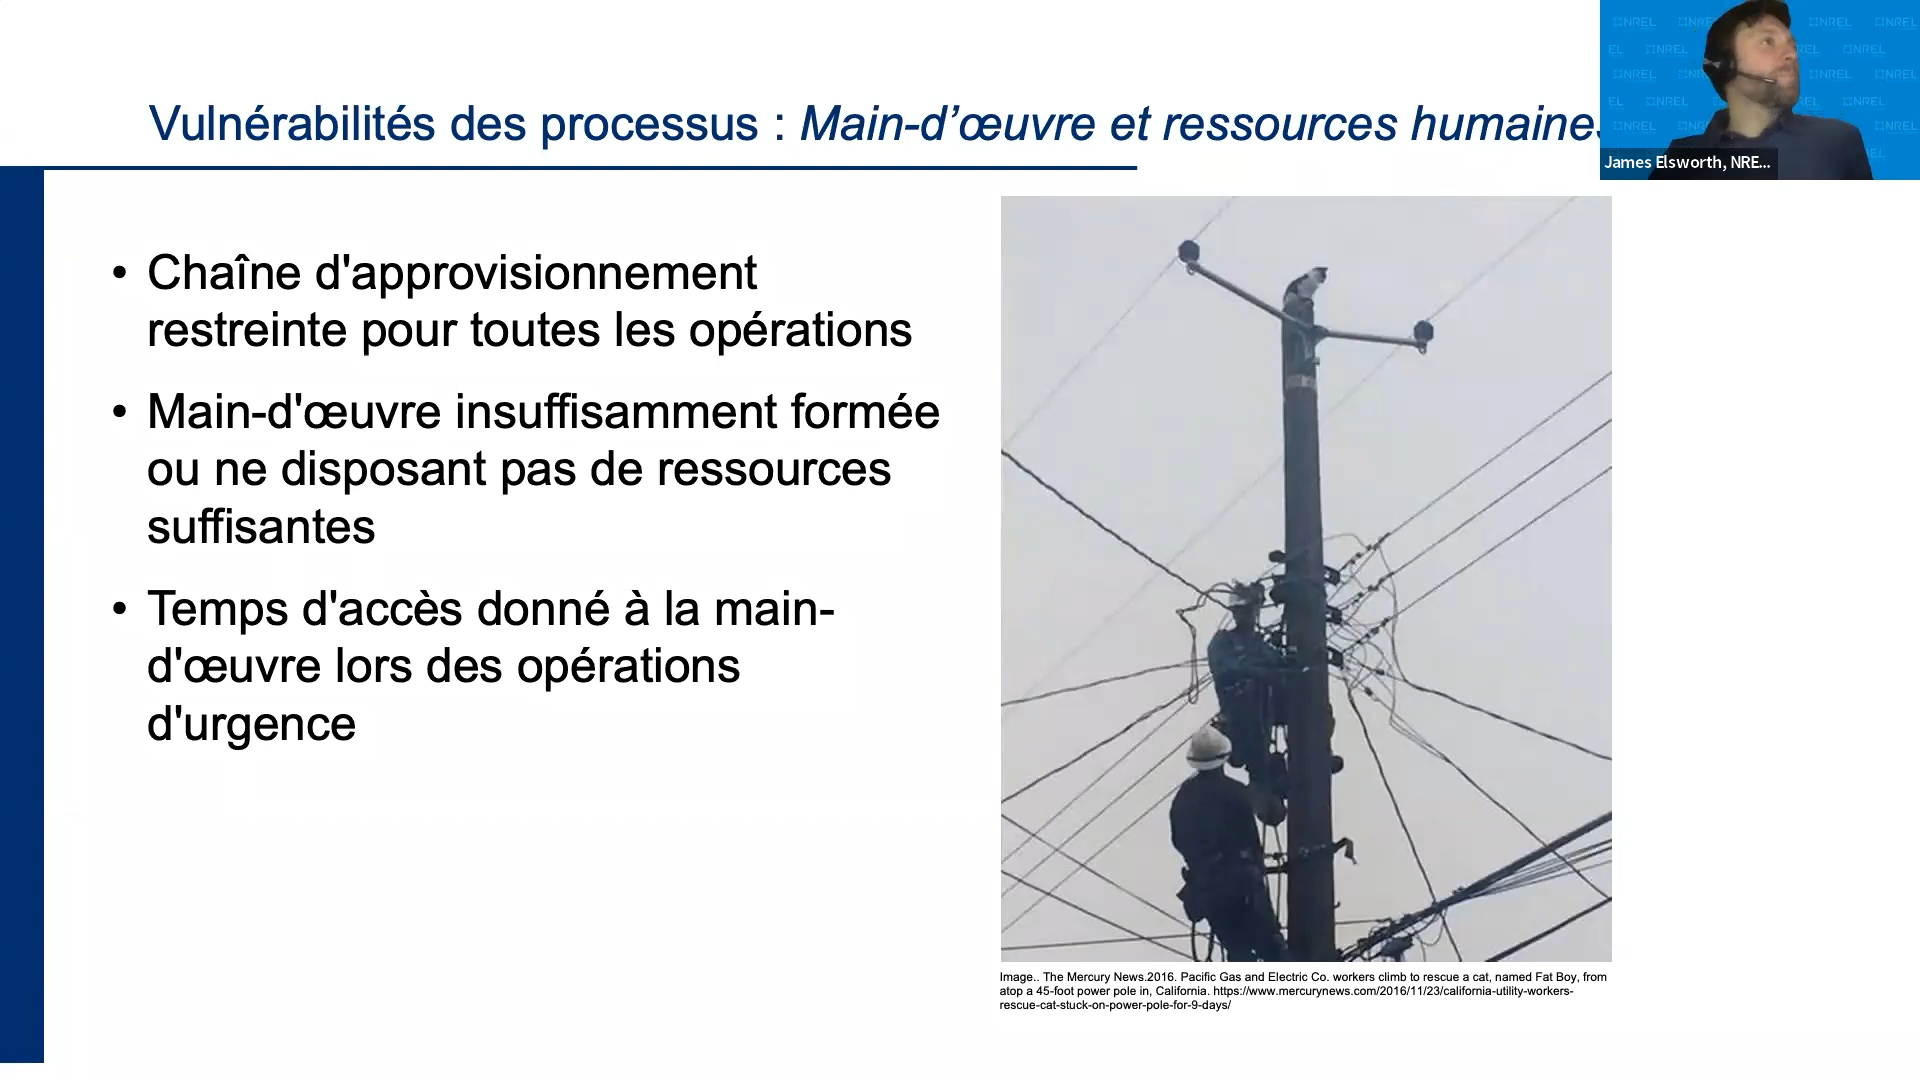 Vulnérabilités des processus : Main-d’œuvre et ressources humaines
NREL
James Elsworth, NRE...
• Chaîne d'approvisionnement
restreinte pour toutes les opérations
• Main-d'œuvre insuffisamment formée
ou ne disposant pas de ressources
suffisantes
• Temps d'accès donné à la main-
d'œuvre lors des opérations
d'urgence
Image.. The Mercury News.2016. Pacific Gas and Electric Co. workers climb to rescue a cat, named Fat Boy, from
atop a 45-foot power pole in, California. https://www.mercurynews.com/2016/11/23/california-utility-workers-
rescue-cat-stuck-on-power-pole-for-9-days/